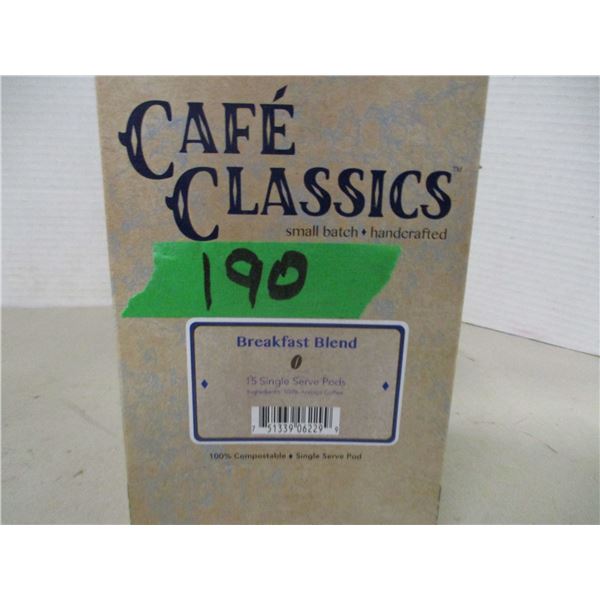 CAFÉ
CLASSICS™
small batch ♦ handcrafted
190
Breakfast Blend
15 Single Serve Pods
Ingredients: 100% Arabica Coffee
7 51339 06229 9
100% Compostable ♦ Single Serve Pod